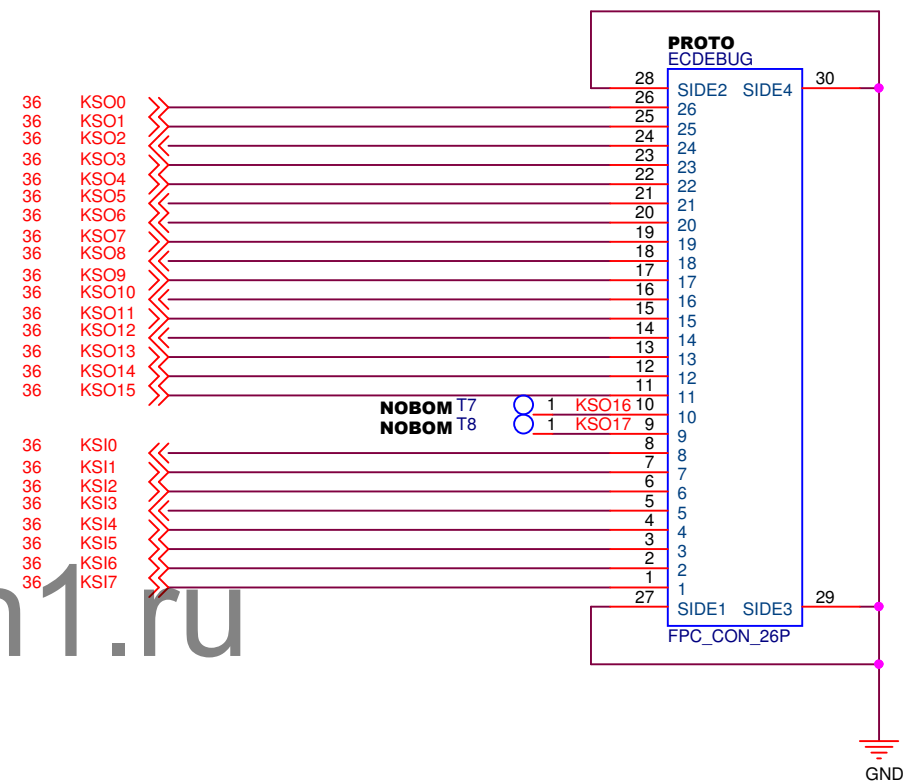 PROTO
ECDEBUG
28 SIDE2 SIDE4 30
36 KSO0 26 26
36 KSO1 25 25
36 KSO2 24 24
36 KSO3 23 23
36 KSO4 22 22
36 KSO5 21 21
36 KSO6 20 20
36 KSO7 19 19
36 KSO8 18 18
36 KSO9 17 17
36 KSO10 16 16
36 KSO11 15 15
36 KSO12 14 14
36 KSO13 13 13
36 KSO14 12 12
36 KSO15 11 11
NOBOM T7 1 KSO16 10 10
NOBOM T8 1 KSO17 9 9
36 KSI0 8 8
36 KSI1 7 7
36 KSI2 6 6
36 KSI3 5 5
36 KSI4 4 4
36 KSI5 3 3
36 KSI6 2 2
36 KSI7 1 1
27 SIDE1 SIDE3 29
FPC_CON_26P
n1.ru
GND